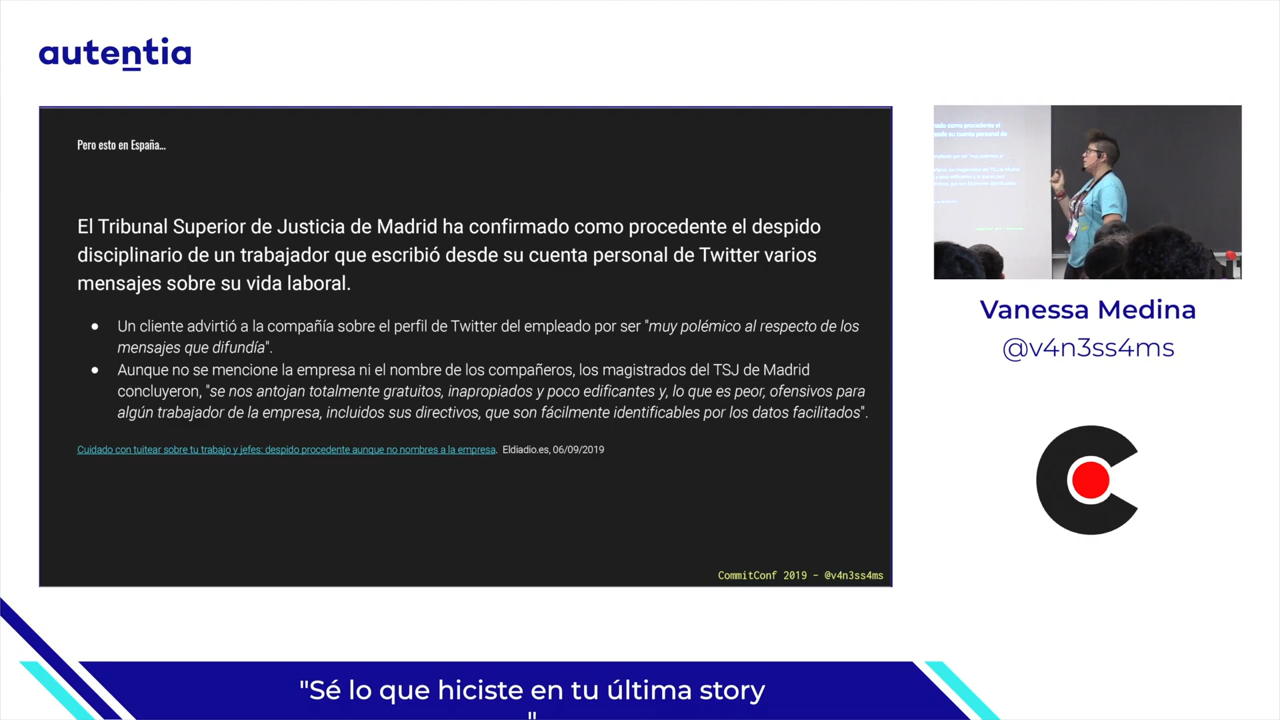 autentia
Pero esto en España...
El Tribunal Superior de Justicia de Madrid ha confirmado como procedente el despido
disciplinario de un trabajador que escribió desde su cuenta personal de Twitter varios
mensajes sobre su vida laboral.
● Un cliente advirtió a la compañía sobre el perfil de Twitter del empleado por ser "muy polémico al respecto de los
mensajes que difundía".
● Aunque no se mencione la empresa ni el nombre de los compañeros, los magistrados del TSJ de Madrid
concluyeron, "se nos antojan totalmente gratuitos, inapropiados y poco edificantes y, lo que es peor, ofensivos para
algún trabajador de la empresa, incluidos sus directivos, que son fácilmente identificables por los datos facilitados".
Cuidado con tuitear sobre tu trabajo y jefes: despido procedente aunque no nombres a la empresa. Eldiadio.es, 06/09/2019
CommitConf 2019 - @v4n3ss4ms
Vanessa Medina
@v4n3ss4ms
"Sé lo que hiciste en tu última story
"